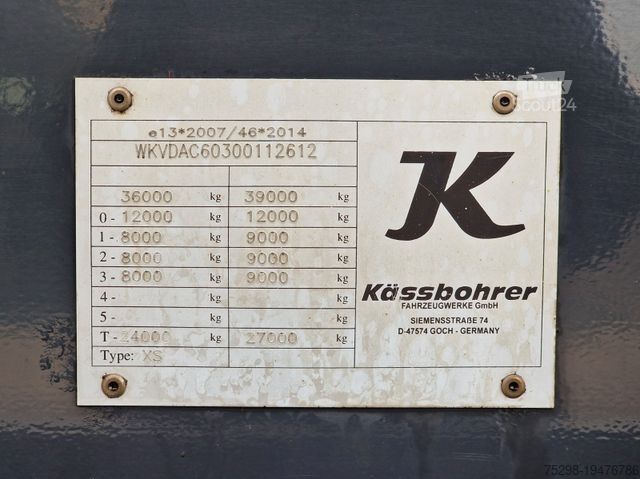 e13*2007/46*2014
WKVDAC60300112612
36000 kg 39000 kg
0 - 12000 kg 12000 kg
1 - 8000 kg 9000 kg
2 - 8000 kg 9000 kg
3 - 8000 kg 9000 kg
4 - kg kg
5 - kg kg
T - 24000 kg 27000 kg
Type: XS
K
Kässbohrer
FAHRZEUGWERKE GmbH
SIEMENSSTRAßE 74
D-47574 GOCH - GERMANY
Scout24
75298-19476786